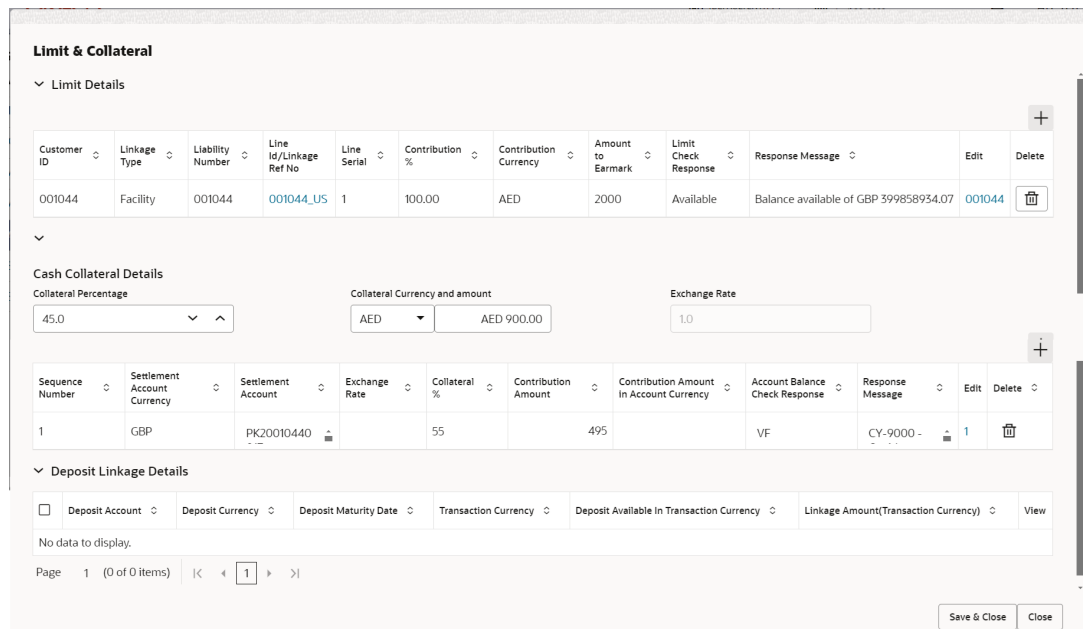 Limit & Collateral
Limit Details
Customer ID
Linkage Type
Liability Number
Line Id/Linkage Ref No
Line Serial
Contribution %
Contribution Currency
Amount to Earmark
Limit Check Response
Response Message
Edit
Delete
001044 Facility 001044 001044_US 1 100.00 AED 2000 Available Balance available of GBP 399858934.07 001044
Cash Collateral Details
Collateral Percentage Collateral Currency and amount Exchange Rate
45.0 AED AED 900.00 1.0
Sequence Number
Settlement Account Currency
Settlement Account
Exchange Rate
Collateral %
Contribution Amount
Contribution Amount in Account Currency
Account Balance Check Response
Response Message
Edit
Delete
1 GBP PK20010440 55 495 VF CY-9000 - 1
Deposit Linkage Details
Deposit Account Deposit Currency Deposit Maturity Date Transaction Currency Deposit Available In Transaction Currency Linkage Amount(Transaction Currency) View
No data to display.
Page 1 (0 of 0 items) 1
Save & Close Close